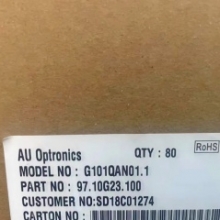 AU Optronics QTY : 80 RoHS
MODEL NO : G101QAN01.1
PART NO : 97.10G23.100
CUSTOMER NO:SD18C01274
CARTON NO :